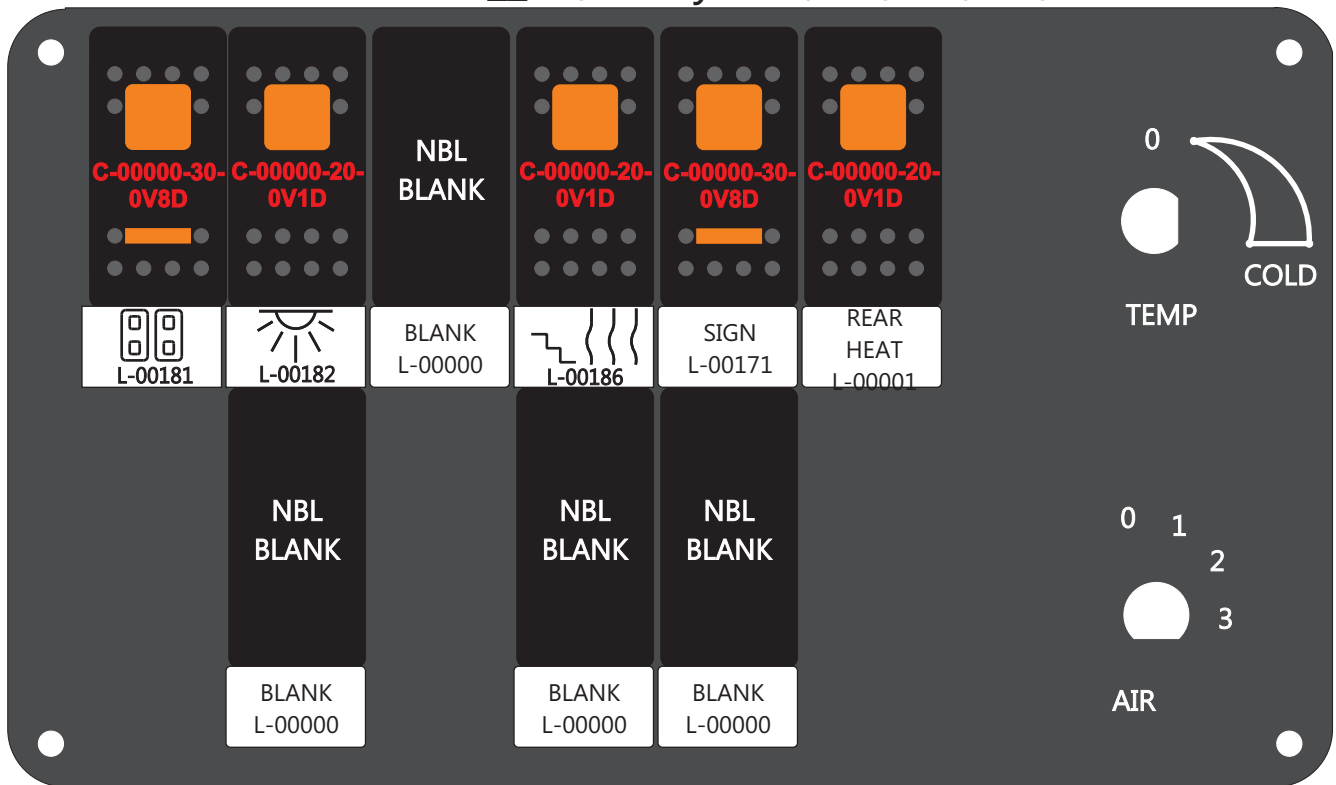 C-00000-30-
0V8D
C-00000-20-
0V1D
NBL
BLANK
C-00000-20-
0V1D
C-00000-30-
0V8D
C-00000-20-
0V1D
L-00181
L-00182
BLANK
L-00000
L-00186
SIGN
L-00171
REAR
HEAT
L-00001
0
COLD
TEMP
NBL
BLANK
NBL
BLANK
NBL
BLANK
0
1
2
3
BLANK
L-00000
BLANK
L-00000
BLANK
L-00000
AIR